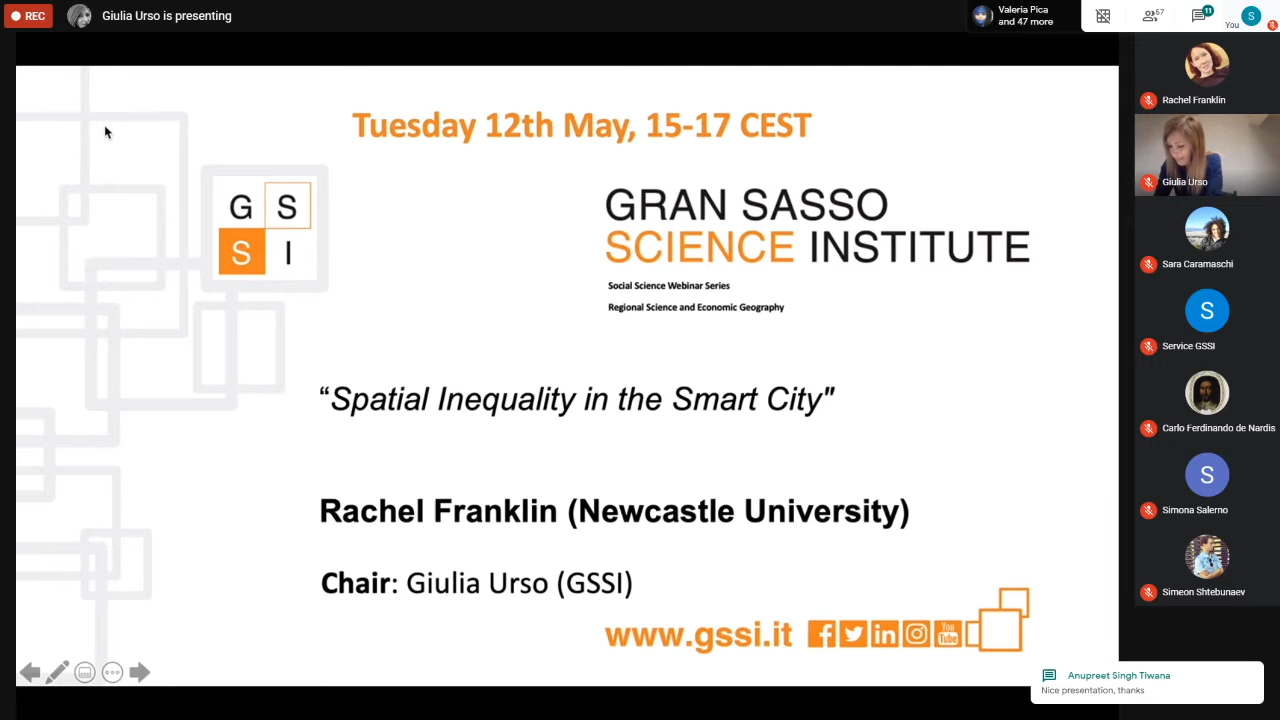 REC
Giulia Urso is presenting
Valeria Pica
and 47 more
57
11
You
S
Tuesday 12th May, 15-17 CEST
G S
S I
GRAN SASSO
SCIENCE INSTITUTE
Social Science Webinar Series
Regional Science and Economic Geography
“Spatial Inequality in the Smart City"
Rachel Franklin (Newcastle University)
Chair: Giulia Urso (GSSI)
www.gssi.it
f in You Tube
Rachel Franklin
Giulia Urso
Sara Caramaschi
S
Service GSSI
Carlo Ferdinando de Nardis
S
Simona Salerno
Simeon Shtebunaev
Anupreet Singh Tiwana
Nice presentation, thanks